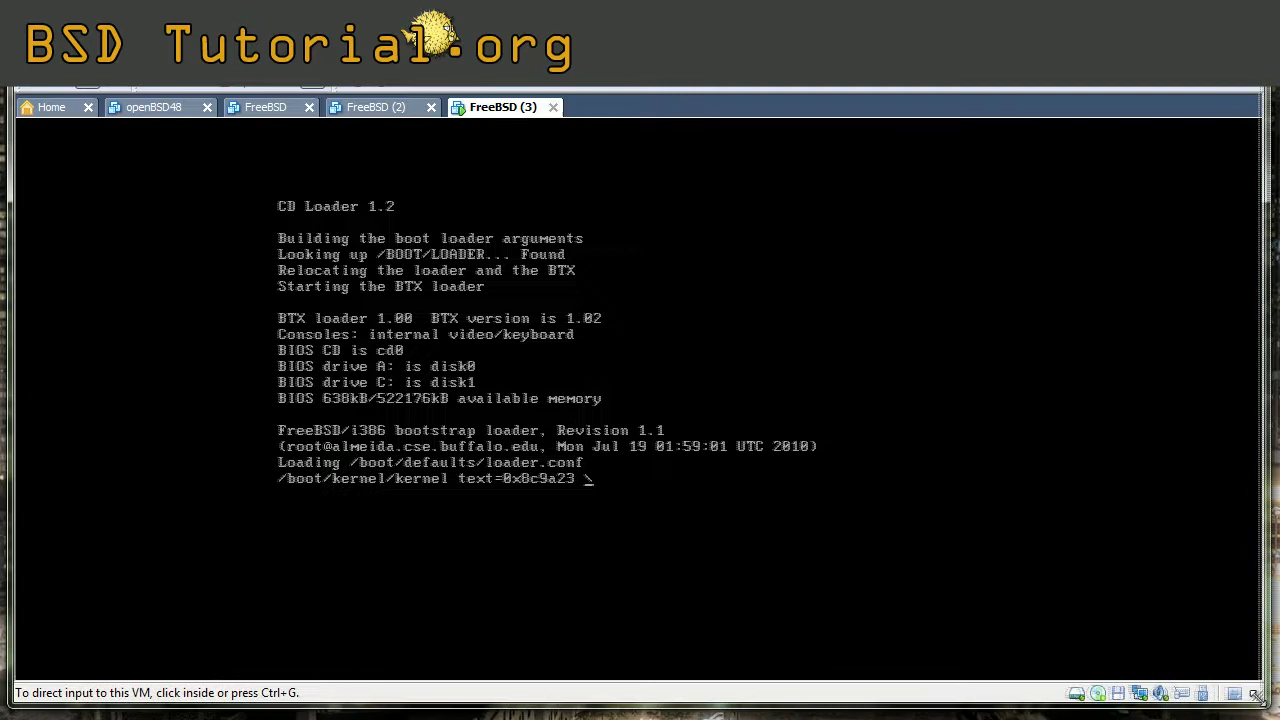 BSD Tutorial.org
Home
openBSD48
FreeBSD
FreeBSD (2)
FreeBSD (3)
CD Loader 1.2
Building the boot loader arguments
Looking up /BOOT/LOADER... Found
Relocating the loader and the BTX
Starting the BTX loader
BTX loader 1.00  BTX version is 1.02
Consoles: internal video/keyboard
BIOS CD is cd0
BIOS drive A: is disk0
BIOS drive C: is disk1
BIOS 638kB/522176kB available memory
FreeBSD/i386 bootstrap loader, Revision 1.1
(root@almeida.cse.buffalo.edu, Mon Jul 19 01:59:01 UTC 2010)
Loading /boot/defaults/loader.conf
/boot/kernel/kernel text=0x8c9a23 \
To direct input to this VM, click inside or press Ctrl+G.